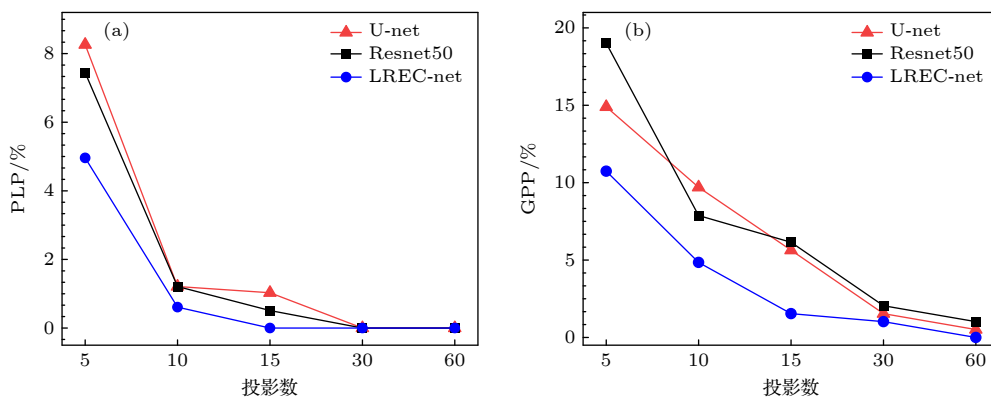 (a)
U-net
Resnet50
LREC-net
8
6
4
2
0
PLP/%
5 10 15 30 60
投影数
(b)
U-net
Resnet50
LREC-net
20
15
10
5
0
GPP/%
5 10 15 30 60
投影数